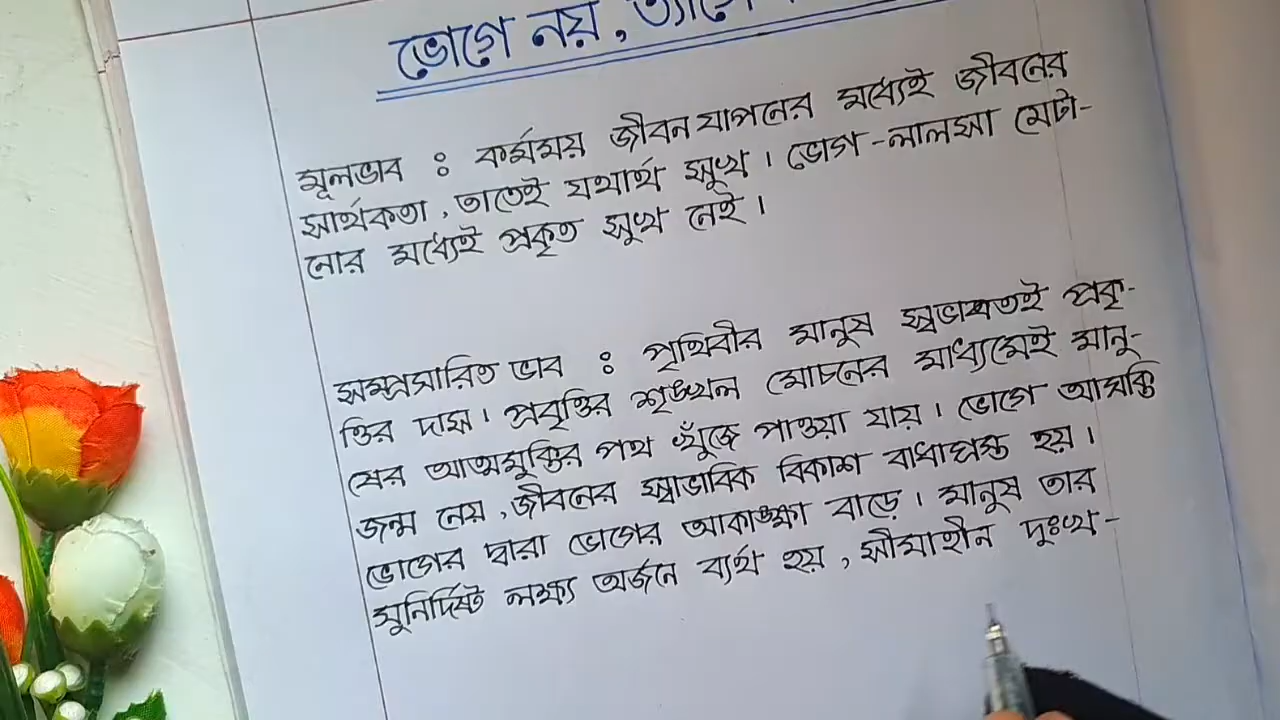 ভোগে নয়, ত্যাগে
মূলভাব : কর্মময় জীবন যাপনের মধ্যেই জীবনের
সার্থকতা, তাতেই যথার্থ সুখ। ভোগ-লালসা মেটা-
নোর মধ্যেই প্রকৃত সুখ নেই।
সম্প্রসারিত ভাব : পৃথিবীর মানুষ স্বভাবতই প্রবৃ-
ত্তির দাস। প্রবৃত্তির শৃঙ্খল মোচনের মাধ্যমেই মানু-
ষের আত্মমুক্তির পথ খুঁজে পাওয়া যায়। ভোগে আসক্তি
জন্ম নেয়, জীবনের স্বাভাবিক বিকাশ বাধাগ্রস্ত হয়।
ভোগের দ্বারা ভোগের আকাঙ্ক্ষা বাড়ে। মানুষ তার
সুনির্দিষ্ট লক্ষ্য অর্জনে ব্যর্থ হয়, সীমাহীন দুঃখ-